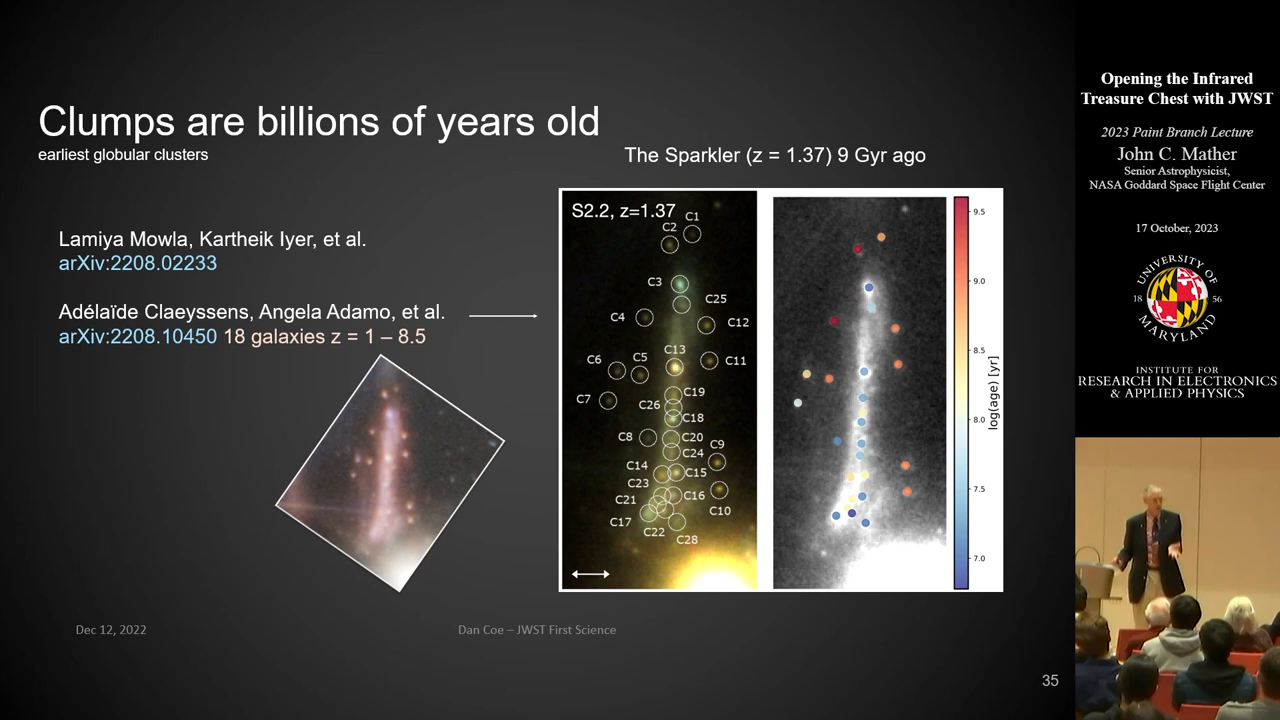 Clumps are billions of years old
earliest globular clusters
The Sparkler (z = 1.37) 9 Gyr ago
Lamiya Mowla, Kartheik Iyer, et al.
arXiv:2208.02233
Adélaïde Claeyssens, Angela Adamo, et al.
arXiv:2208.10450 18 galaxies z = 1 – 8.5
S2.2, z=1.37
C1
C2
C3
C25
C4
C12
C13
C6
C5
C11
C7
C19
C26
C18
C8
C20
C9
C24
C14
C15
C23
C16
C21
C10
C17
C22
C28
9.5
9.0
8.5
8.0
7.5
7.0
log(age) [yr]
Dec 12, 2022
Dan Coe – JWST First Science
35
Opening the Infrared
Treasure Chest with JWST
2023 Paint Branch Lecture
John C. Mather
Senior Astrophysicist,
NASA Goddard Space Flight Center
17 October, 2023
UNIVERSITY OF
18 56
MARYLAND
INSTITUTE FOR
RESEARCH IN ELECTRONICS
& APPLIED PHYSICS